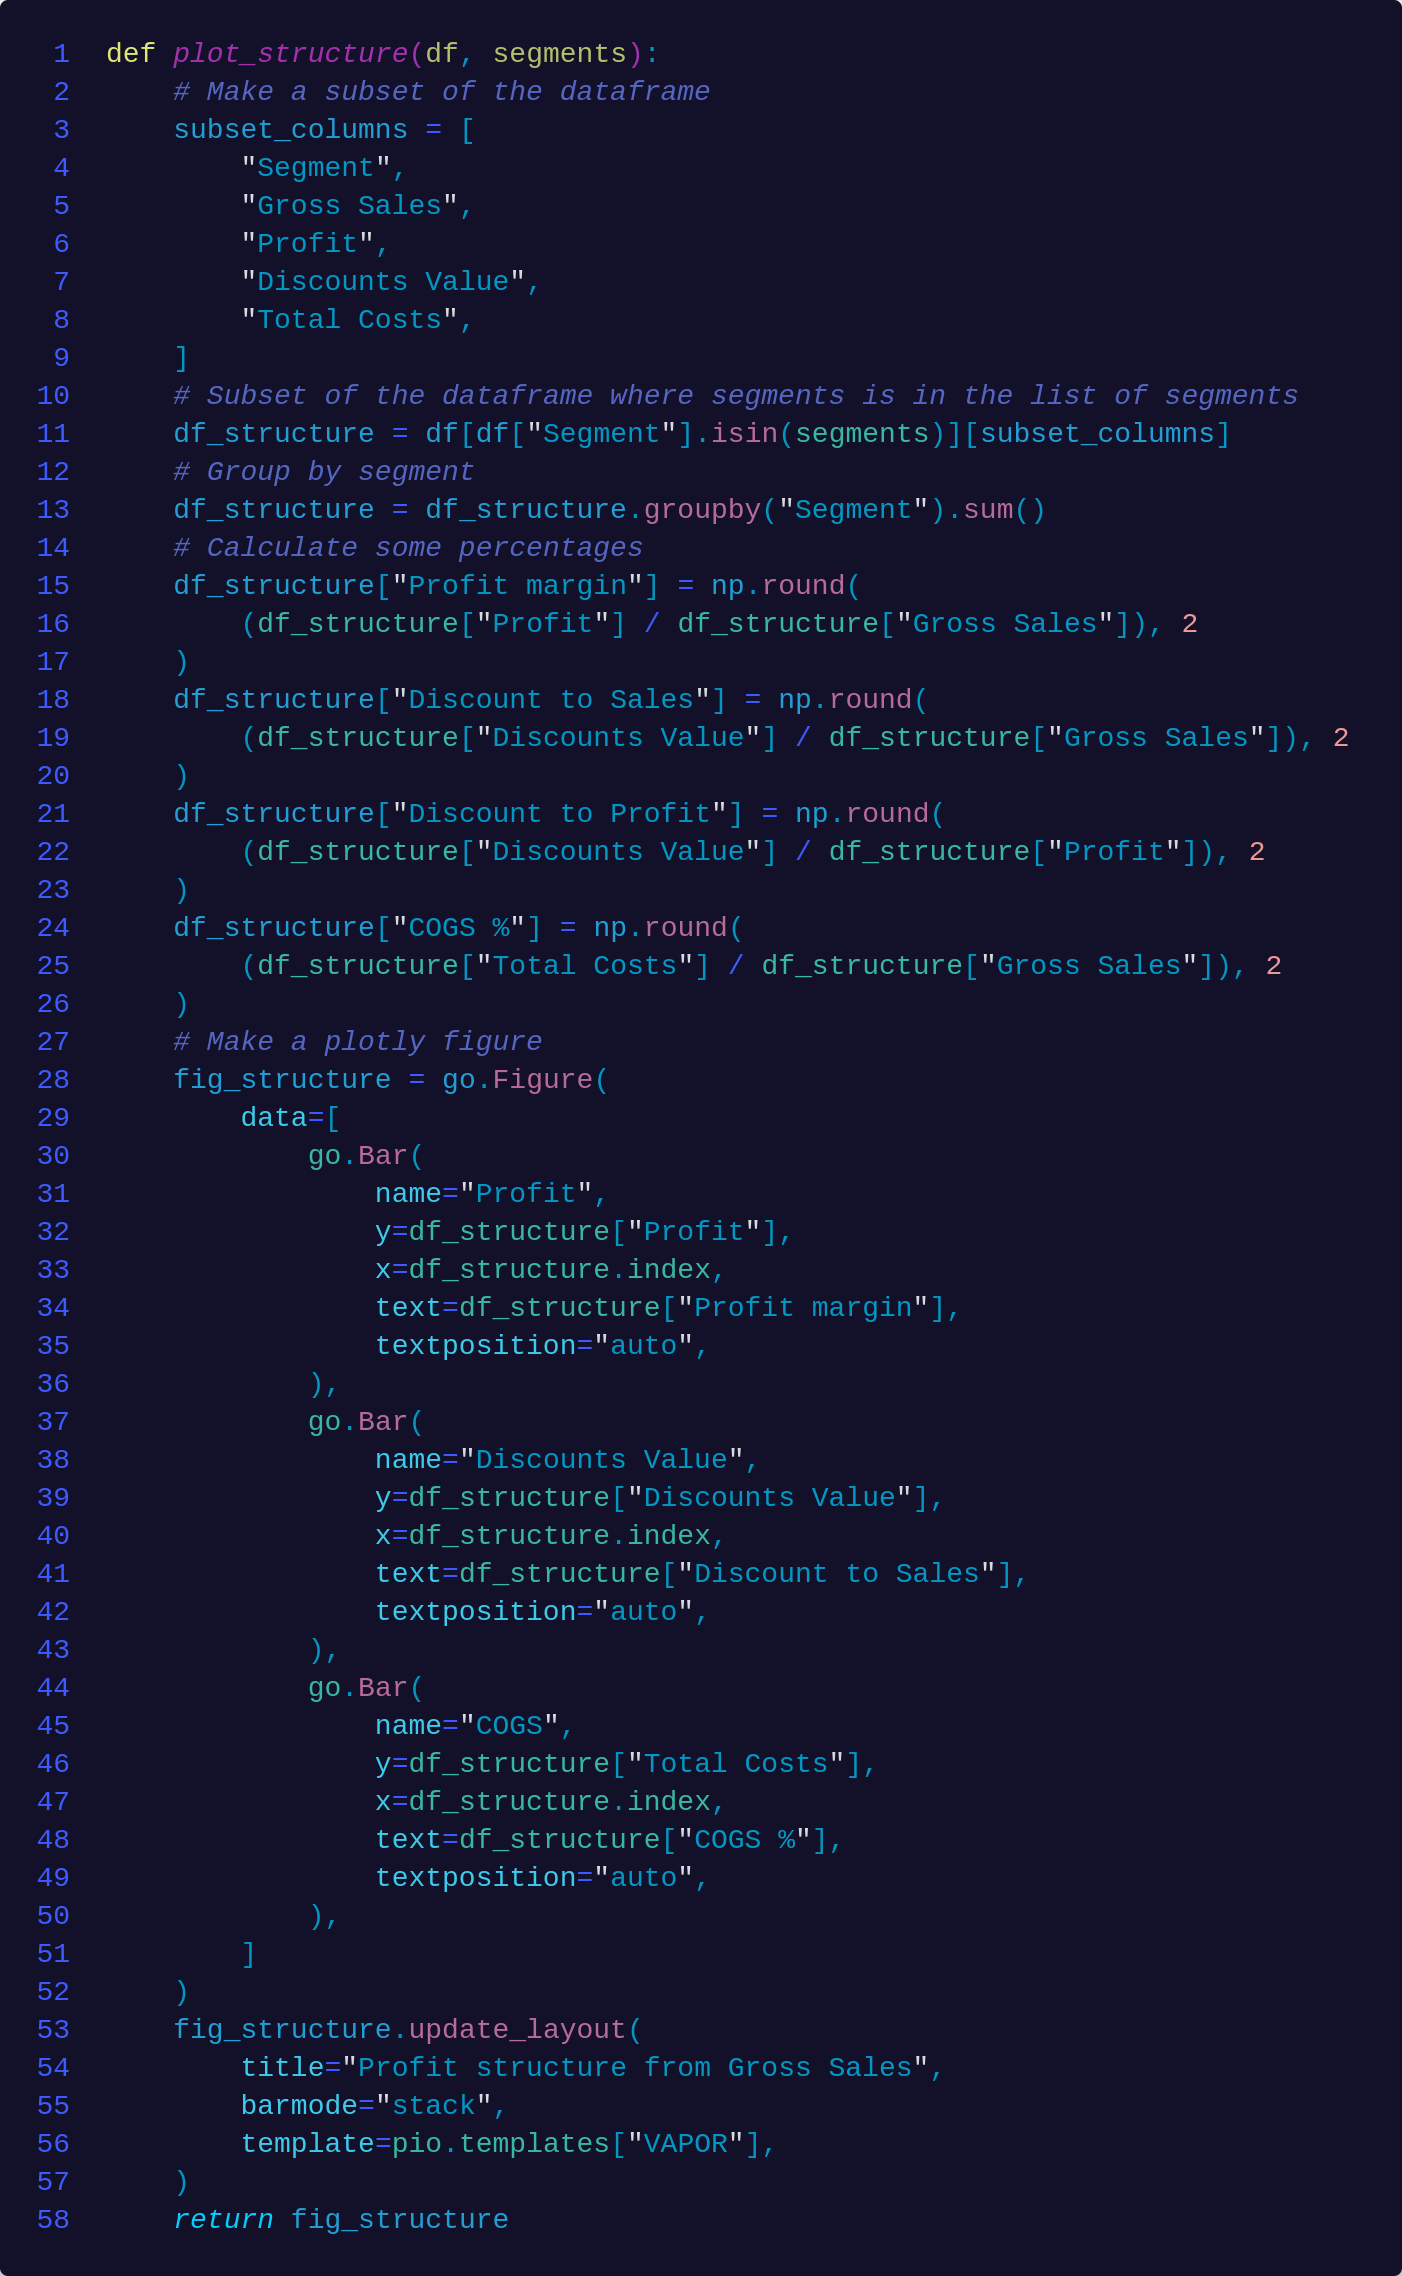 1 def plot_structure(df, segments):
2     # Make a subset of the dataframe
3     subset_columns = [
4         "Segment",
5         "Gross Sales",
6         "Profit",
7         "Discounts Value",
8         "Total Costs",
9     ]
10     # Subset of the dataframe where segments is in the list of segments
11     df_structure = df[df["Segment"].isin(segments)][subset_columns]
12     # Group by segment
13     df_structure = df_structure.groupby("Segment").sum()
14     # Calculate some percentages
15     df_structure["Profit margin"] = np.round(
16         (df_structure["Profit"] / df_structure["Gross Sales"]), 2
17     )
18     df_structure["Discount to Sales"] = np.round(
19         (df_structure["Discounts Value"] / df_structure["Gross Sales"]), 2
20     )
21     df_structure["Discount to Profit"] = np.round(
22         (df_structure["Discounts Value"] / df_structure["Profit"]), 2
23     )
24     df_structure["COGS %"] = np.round(
25         (df_structure["Total Costs"] / df_structure["Gross Sales"]), 2
26     )
27     # Make a plotly figure
28     fig_structure = go.Figure(
29         data=[
30             go.Bar(
31                 name="Profit",
32                 y=df_structure["Profit"],
33                 x=df_structure.index,
34                 text=df_structure["Profit margin"],
35                 textposition="auto",
36             ),
37             go.Bar(
38                 name="Discounts Value",
39                 y=df_structure["Discounts Value"],
40                 x=df_structure.index,
41                 text=df_structure["Discount to Sales"],
42                 textposition="auto",
43             ),
44             go.Bar(
45                 name="COGS",
46                 y=df_structure["Total Costs"],
47                 x=df_structure.index,
48                 text=df_structure["COGS %"],
49                 textposition="auto",
50             ),
51         ]
52     )
53     fig_structure.update_layout(
54         title="Profit structure from Gross Sales",
55         barmode="stack",
56         template=pio.templates["VAPOR"],
57     )
58     return fig_structure